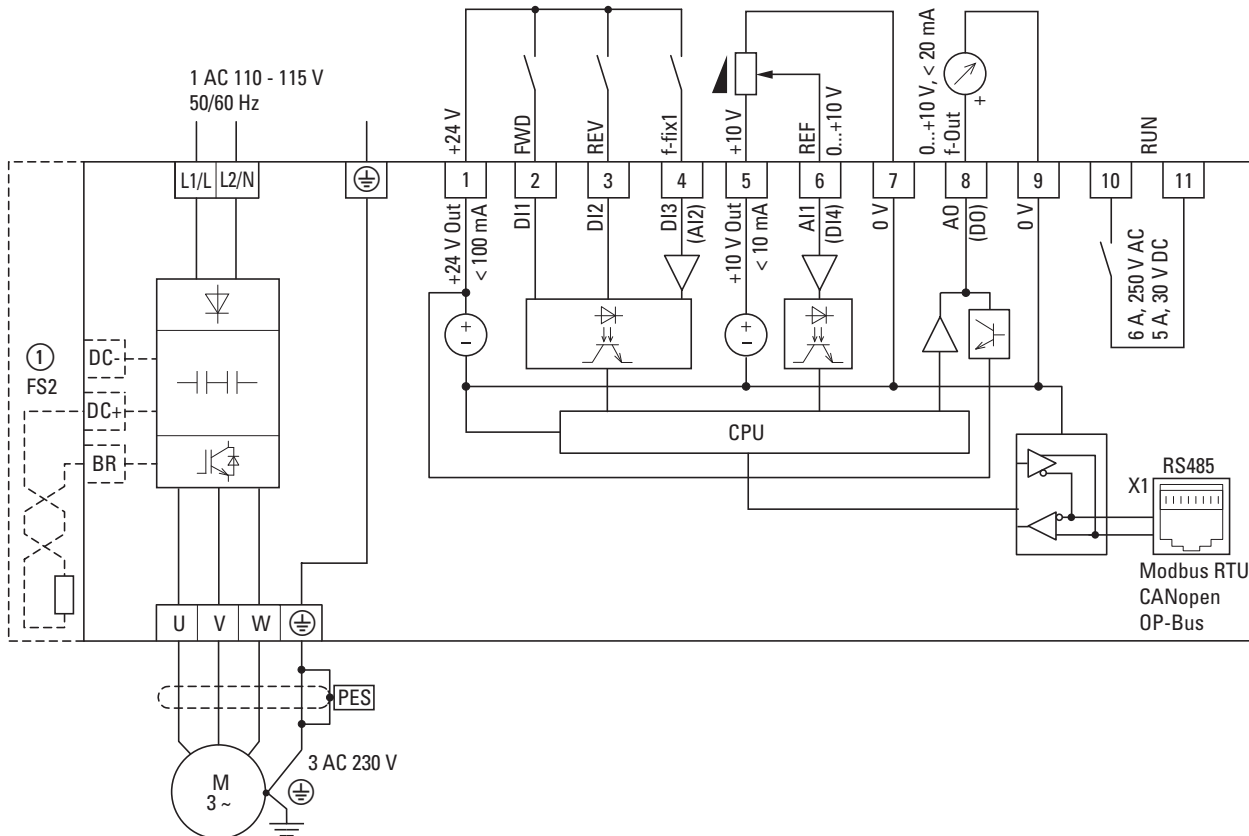 1 AC 110 - 115 V
50/60 Hz
+24 V
FWD
REV
f-fix1
+10 V
REF
0...+10 V
0...+10 V, < 20 mA
f-Out
+
RUN
L1/L
L2/N
1
2
3
4
5
6
7
8
9
10
11
+24 V Out
< 100 mA
DI1
DI2
DI3
(AI2)
+10 V Out
< 10 mA
AI1
(DI4)
0 V
AO
(DO)
0 V
6 A, 250 V AC
5 A, 30 V DC
+
-
+
-
1
FS2
DC-
DC+
BR
CPU
X1
RS485
Modbus RTU
CANopen
OP-Bus
U
V
W
PES
3 AC 230 V
M
3 ~